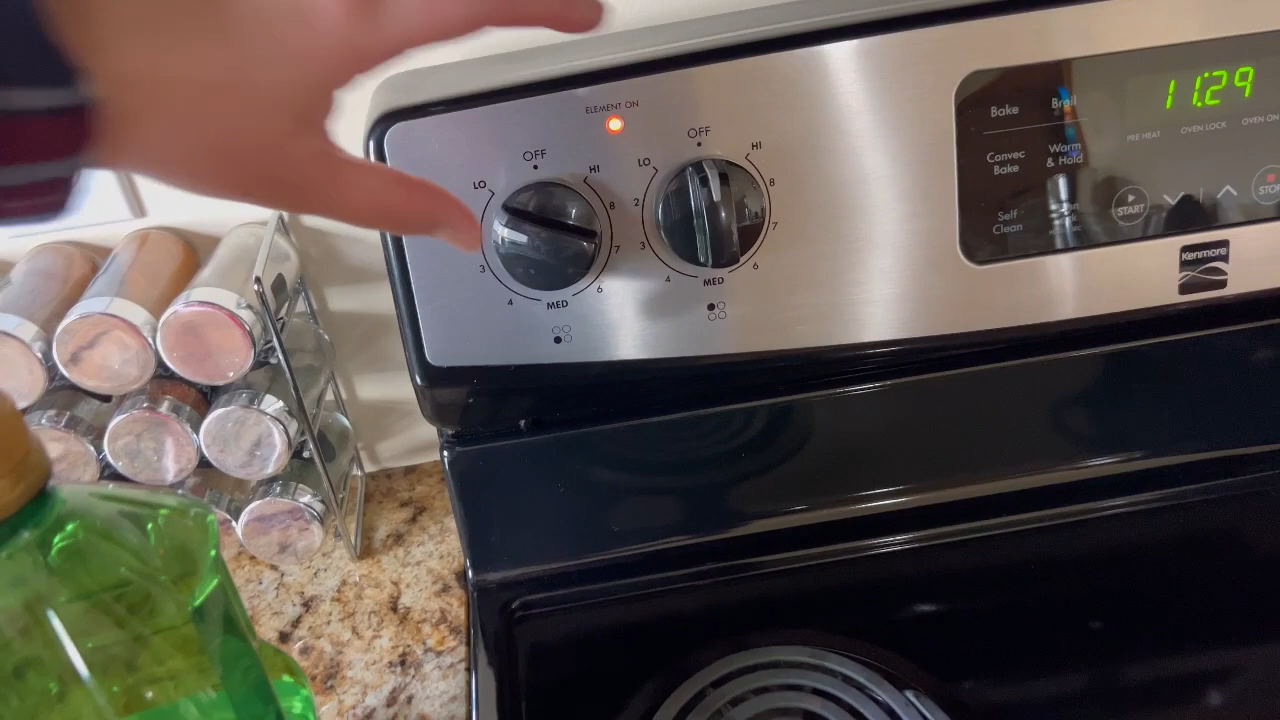 ELEMENT ON
OFF
LO
HI
8
7
3
4
MED
6
OFF
LO
HI
2
8
3
7
4
MED
6
Bake
Broil
Convec
Bake
Warm
& Hold
Self
Clean
11:29
PRE HEAT
OVEN LOCK
OVEN ON
START
Kenmore